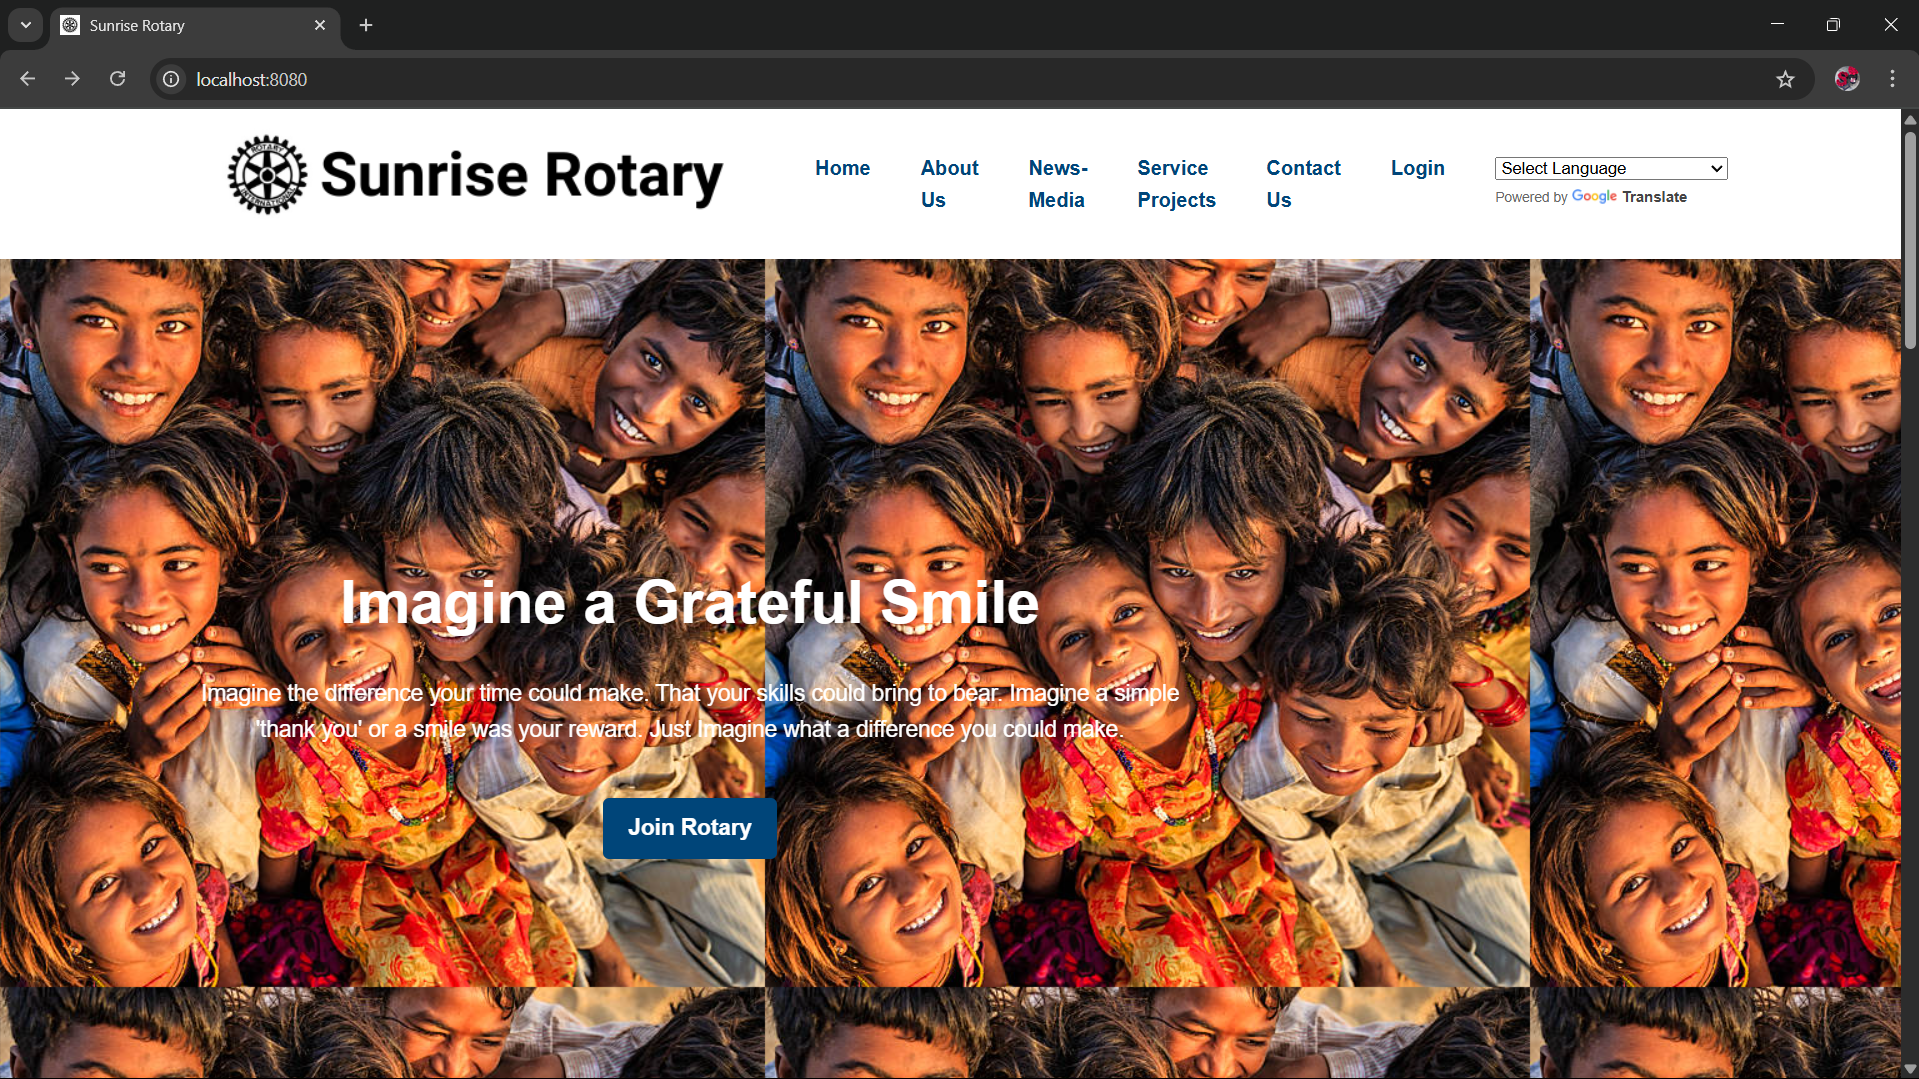 Sunrise Rotary
localhost:8080
ROTARY
INTERNATIONAL
Sunrise Rotary
Home
About
Us
News-
Media
Service
Projects
Contact
Us
Login
Select Language
Powered by Google Translate
Imagine a Grateful Smile
Imagine the difference your time could make. That your skills could bring to bear. Imagine a simple
'thank you' or a smile was your reward. Just Imagine what a difference you could make.
Join Rotary